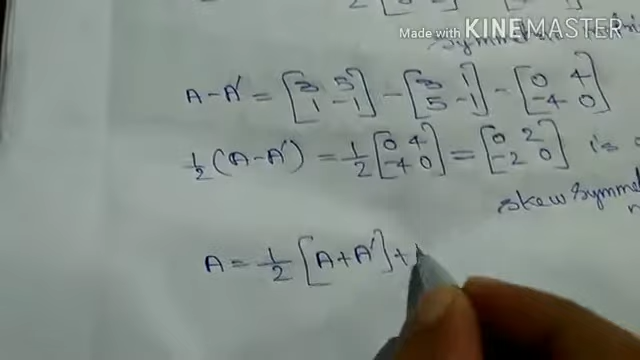 Made with KINEMASTER
symmetric
A - A' = [3 5 1 -1] - [3 1 5 -1] - [0 4 -4 0]
1/2 (A - A') = 1/2 [0 4 -4 0] = [0 2 -2 0] is
skew symme
A = 1/2 [A + A'] +